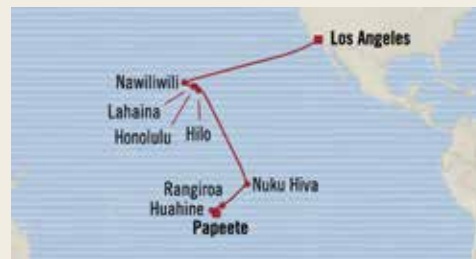 Los Angeles
Nawiliwili
Lahaina
Honolulu
Hilo
Nuku Hiva
Rangiroa
Huahine
Papeete